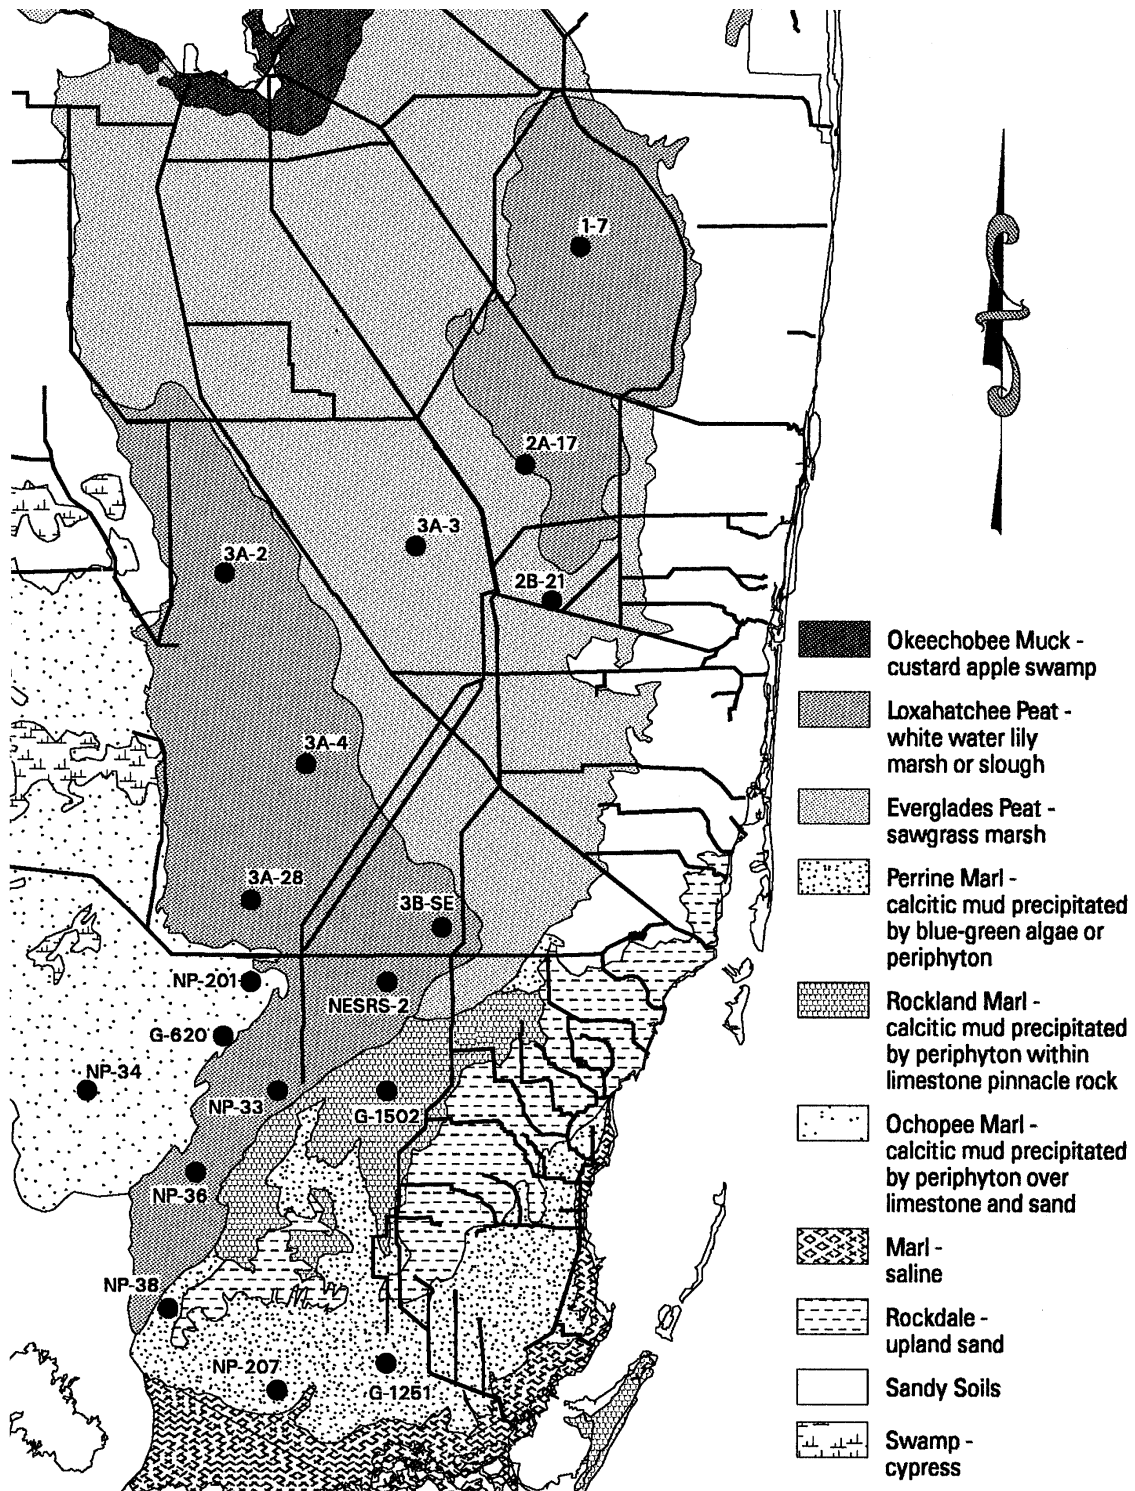 1-7
2A-17
3A-3
3A-2
2B-21
3A-4
3A-28
3B-SE
NP-201
NESRS-2
G-620
NP-34
NP-33
G-1502
NP-36
NP-38
NP-207
G-1251
Okeechobee Muck -
custard apple swamp
Loxahatchee Peat -
white water lily
marsh or slough
Everglades Peat -
sawgrass marsh
Perrine Marl -
calcitic mud precipitated
by blue-green algae or
periphyton
Rockland Marl -
calcitic mud precipitated
by periphyton within
limestone pinnacle rock
Ochopee Marl -
calcitic mud precipitated
by periphyton over
limestone and sand
Marl -
saline
Rockdale -
upland sand
Sandy Soils
Swamp -
cypress